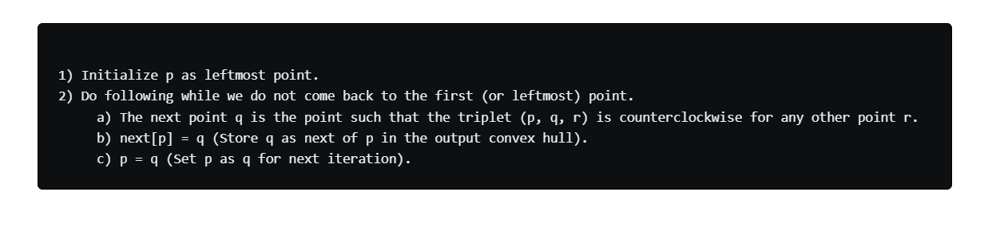 1) Initialize p as leftmost point.
2) Do following while we do not come back to the first (or leftmost) point.
a) The next point q is the point such that the triplet (p, q, r) is counterclockwise for any other point r.
b) next[p] = q (Store q as next of p in the output convex hull).
c) p = q (Set p as q for next iteration).